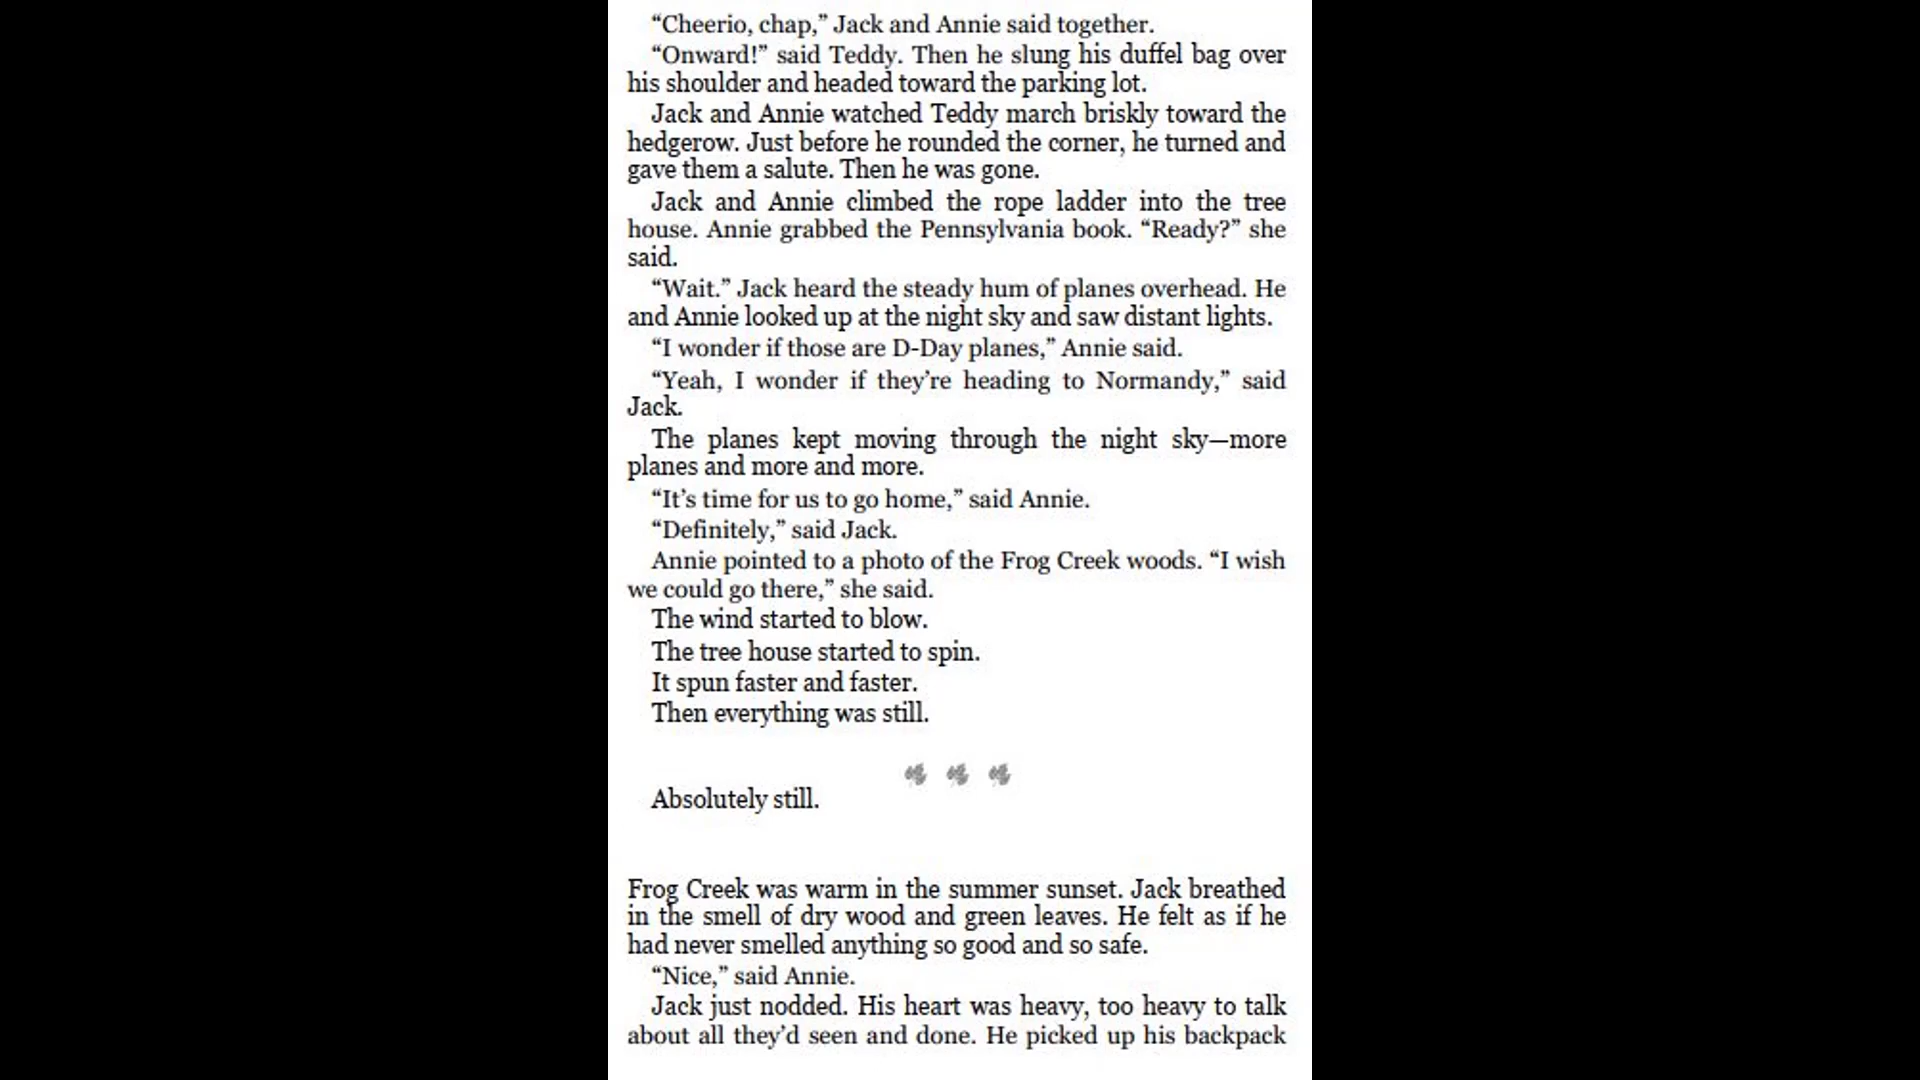 “Cheerio, chap,” Jack and Annie said together.
“Onward!” said Teddy. Then he slung his duffel bag over
his shoulder and headed toward the parking lot.
Jack and Annie watched Teddy march briskly toward the
hedgerow. Just before he rounded the corner, he turned and
gave them a salute. Then he was gone.
Jack and Annie climbed the rope ladder into the tree
house. Annie grabbed the Pennsylvania book. “Ready?” she
said.
“Wait.” Jack heard the steady hum of planes overhead. He
and Annie looked up at the night sky and saw distant lights.
“I wonder if those are D-Day planes,” Annie said.
“Yeah, I wonder if they’re heading to Normandy,” said
Jack.
The planes kept moving through the night sky—more
planes and more and more.
“It’s time for us to go home,” said Annie.
“Definitely,” said Jack.
Annie pointed to a photo of the Frog Creek woods. “I wish
we could go there,” she said.
The wind started to blow.
The tree house started to spin.
It spun faster and faster.
Then everything was still.
Absolutely still.
Frog Creek was warm in the summer sunset. Jack breathed
in the smell of dry wood and green leaves. He felt as if he
had never smelled anything so good and so safe.
“Nice,” said Annie.
Jack just nodded. His heart was heavy, too heavy to talk
about all they’d seen and done. He picked up his backpack